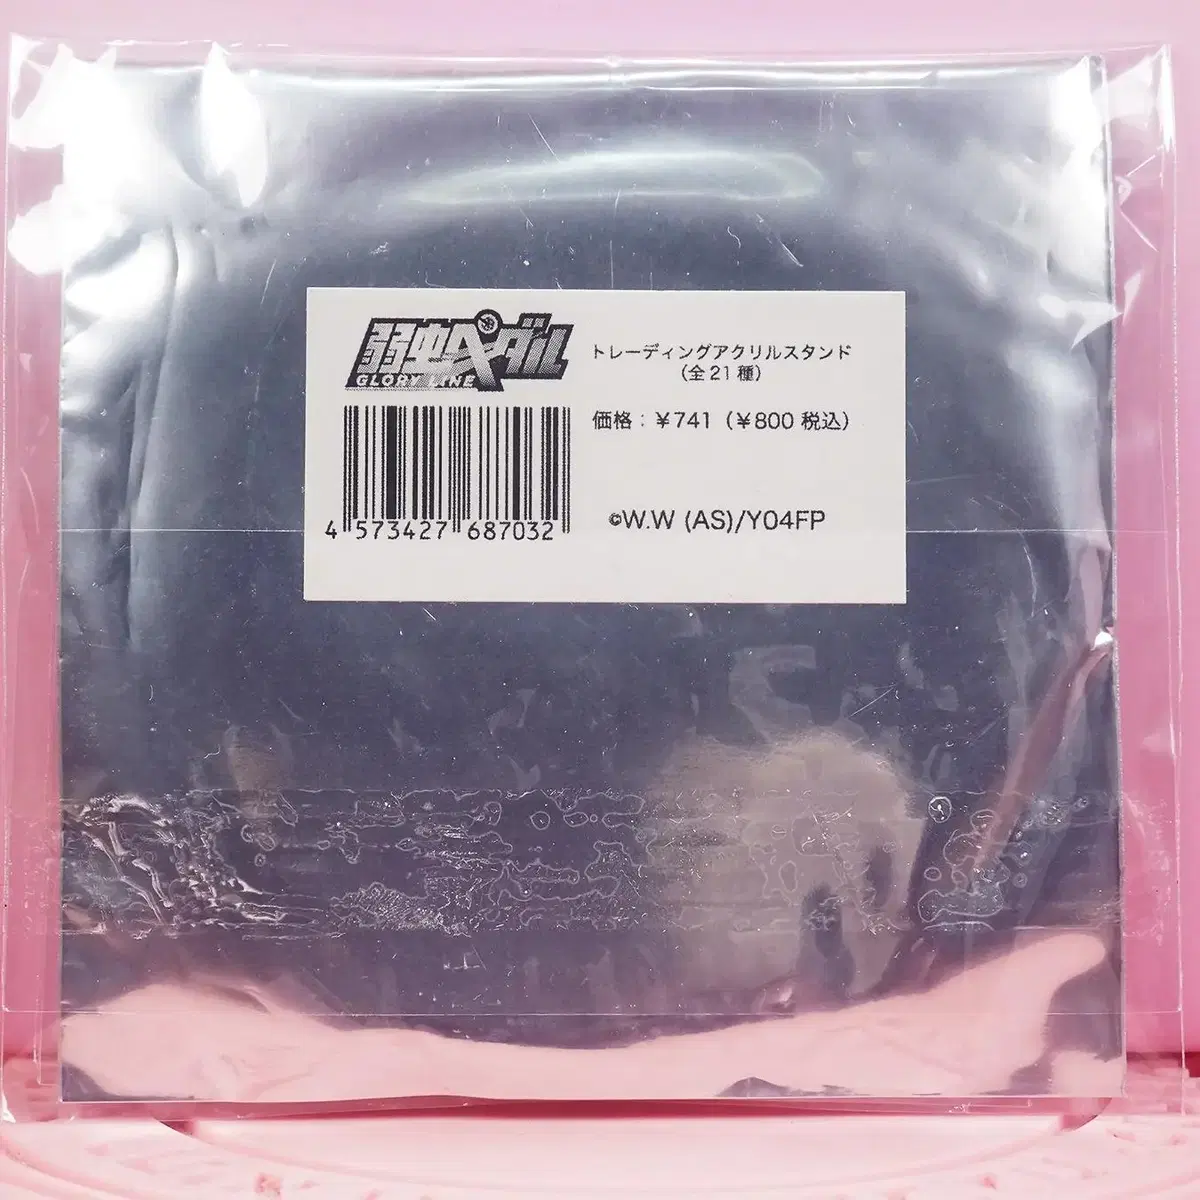 弱虫ペダル
GLORY LINE
トレーディングアクリルスタンド
(全21種)
価格：￥741（￥800 税込）
4 573427 687032
©W.W (AS)/Y04FP